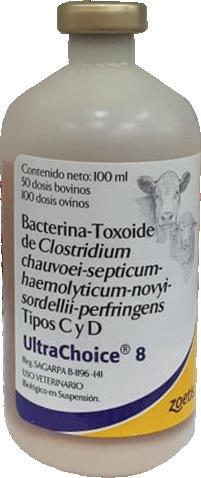 Contenido neto: 100 ml
50 dosis bovinos
100 dosis ovinos
Bacterina-Toxoide
de Clostridium
chauvoei-septicum-
haemolyticum-novyi-
sordellii-perfringens
Tipos C y D
UltraChoice® 8
Reg. SAGARPA B-1196-141
USO VETERINARIO
Biológico en Suspensión.
zoetis